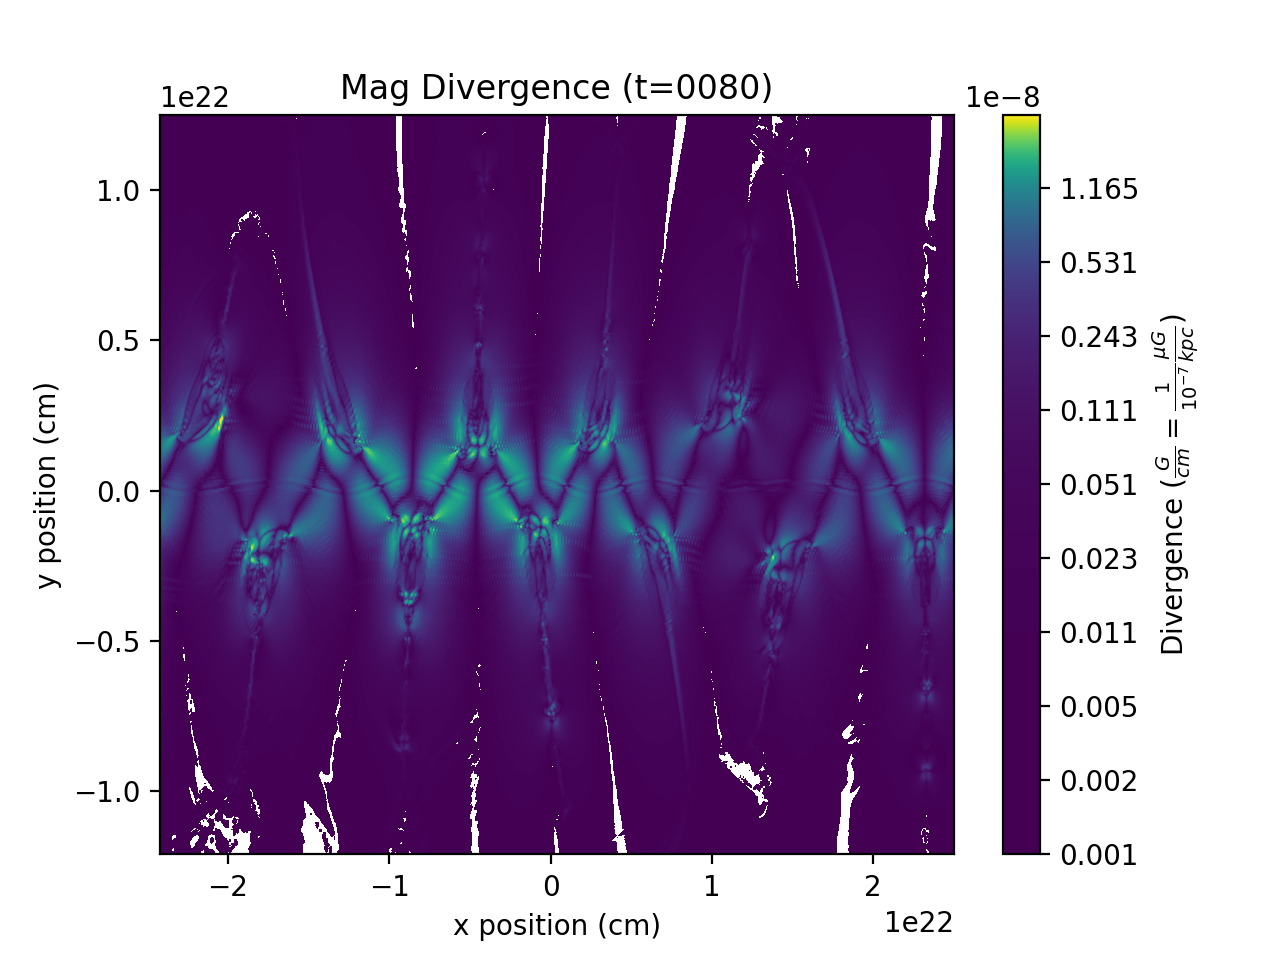 Mag Divergence (t=0080)
1e22
1e−8
1.0
0.5
0.0
−0.5
−1.0
y position (cm)
−2
−1
0
1
2
x position (cm)
1e22
1.165
0.531
0.243
0.111
0.051
0.023
0.011
0.005
0.002
0.001
Divergence (G/cm = 1/10⁻⁷ μG/kpc)